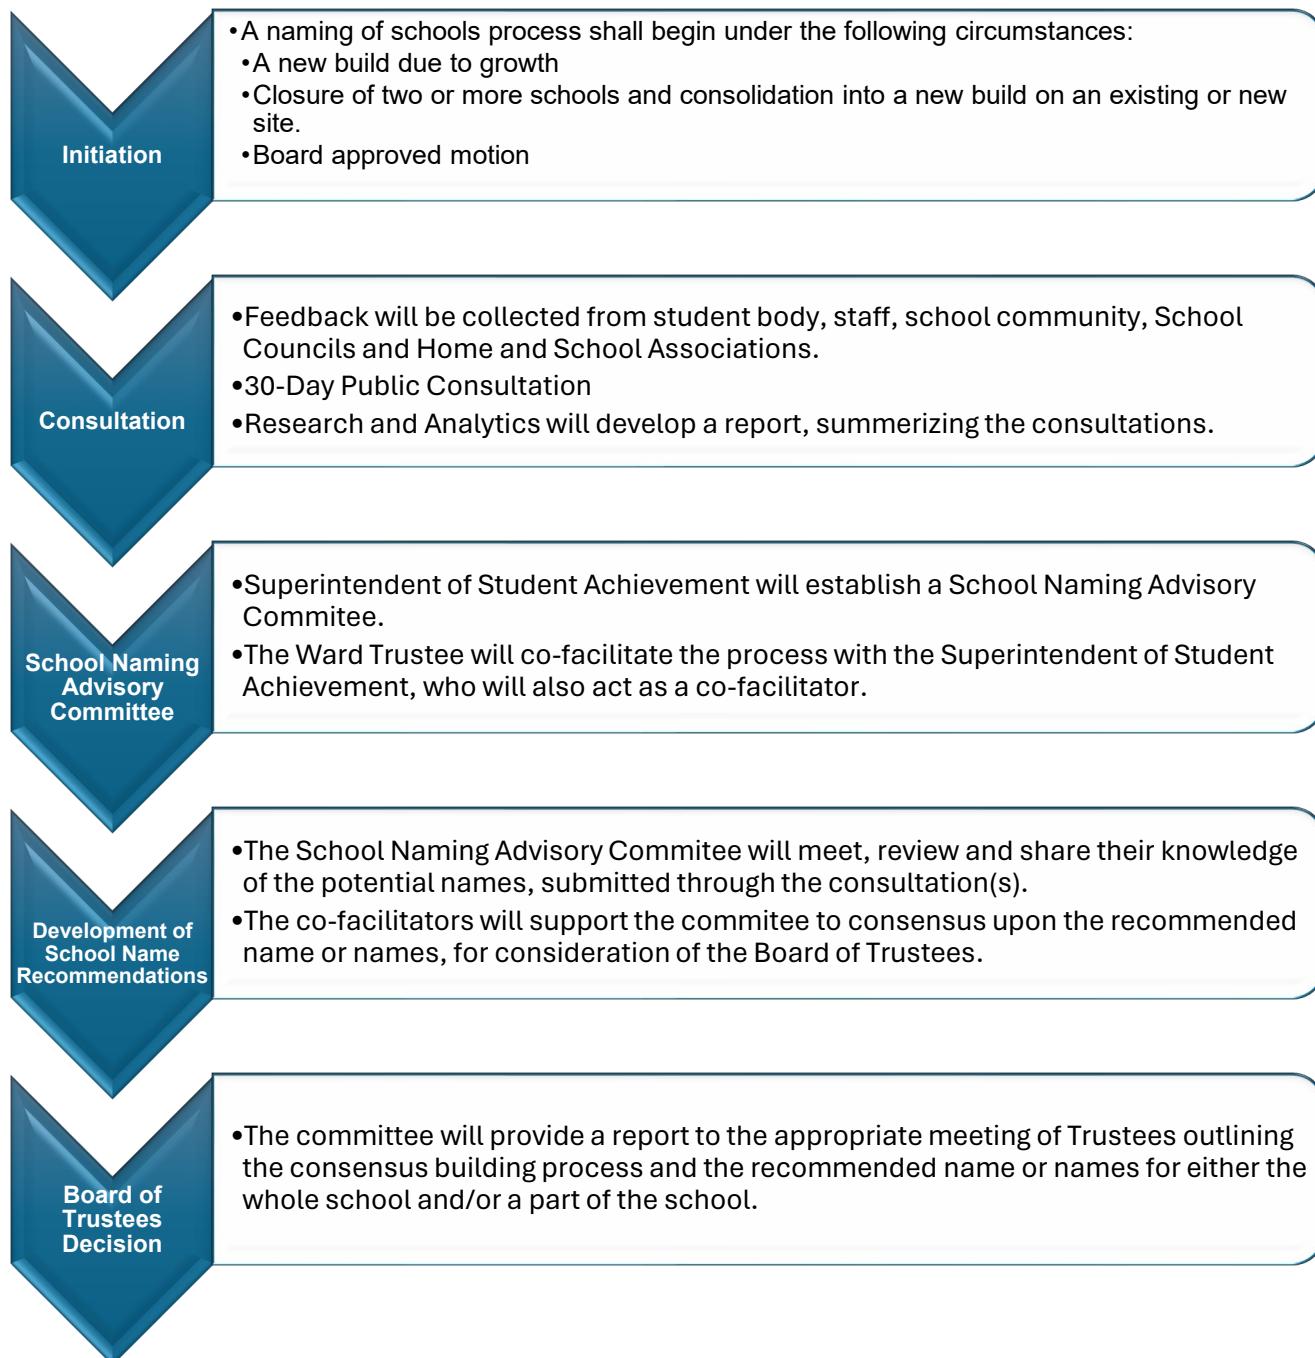 •A naming of schools process shall begin under the following circumstances:
•A new build due to growth
•Closure of two or more schools and consolidation into a new build on an existing or new
site.
•Board approved motion
Initiation
•Feedback will be collected from student body, staff, school community, School
Councils and Home and School Associations.
•30-Day Public Consultation
•Research and Analytics will develop a report, summerizing the consultations.
Consultation
•Superintendent of Student Achievement will establish a School Naming Advisory
Commitee.
•The Ward Trustee will co-facilitate the process with the Superintendent of Student
Achievement, who will also act as a co-facilitator.
School Naming
Advisory
Committee
•The School Naming Advisory Commitee will meet, review and share their knowledge
of the potential names, submitted through the consultation(s).
•The co-facilitators will support the commitee to consensus upon the recommended
name or names, for consideration of the Board of Trustees.
Development of
School Name
Recommendations
•The committee will provide a report to the appropriate meeting of Trustees outlining
the consensus building process and the recommended name or names for either the
whole school and/or a part of the school.
Board of
Trustees
Decision